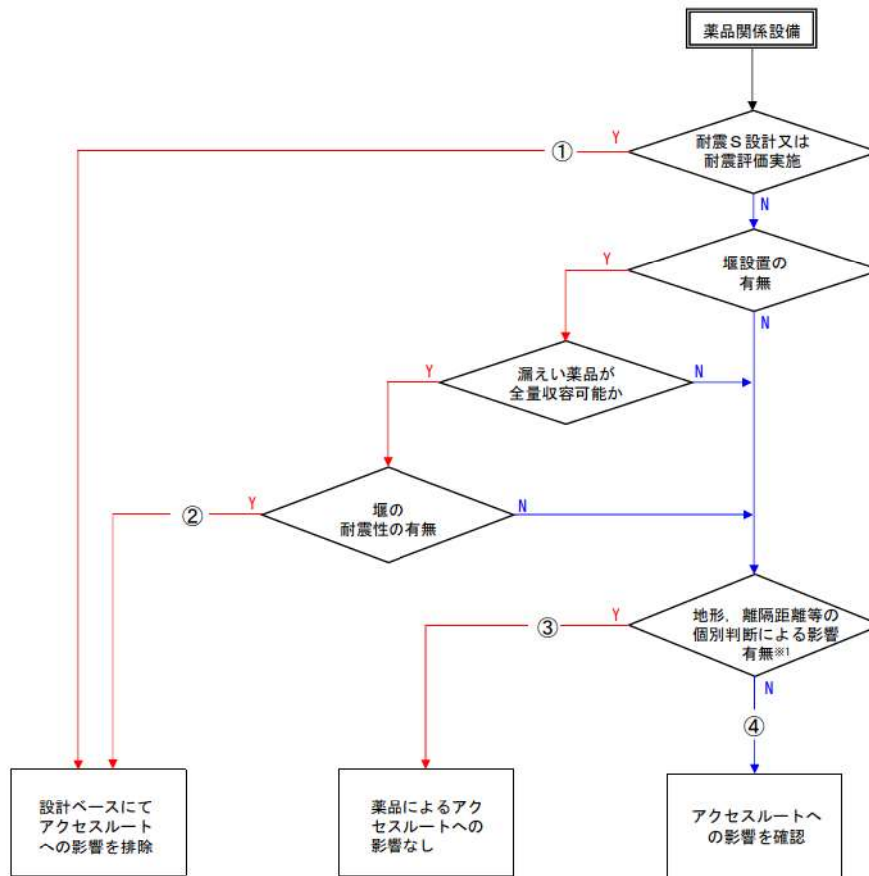 薬品関係設備
耐震S設計又は
耐震評価実施
Y
①
N
堰設置の
有無
Y
N
漏えい薬品が
全量収容可能か
Y
N
堰の
耐震性の有無
Y
②
N
地形，離隔距離等の
個別判断による影響
有無※1
Y
③
N
④
設計ベースにて
アクセスルート
への影響を排除
薬品によるアク
セスルートへの
影響なし
アクセスルートへ
の影響を確認